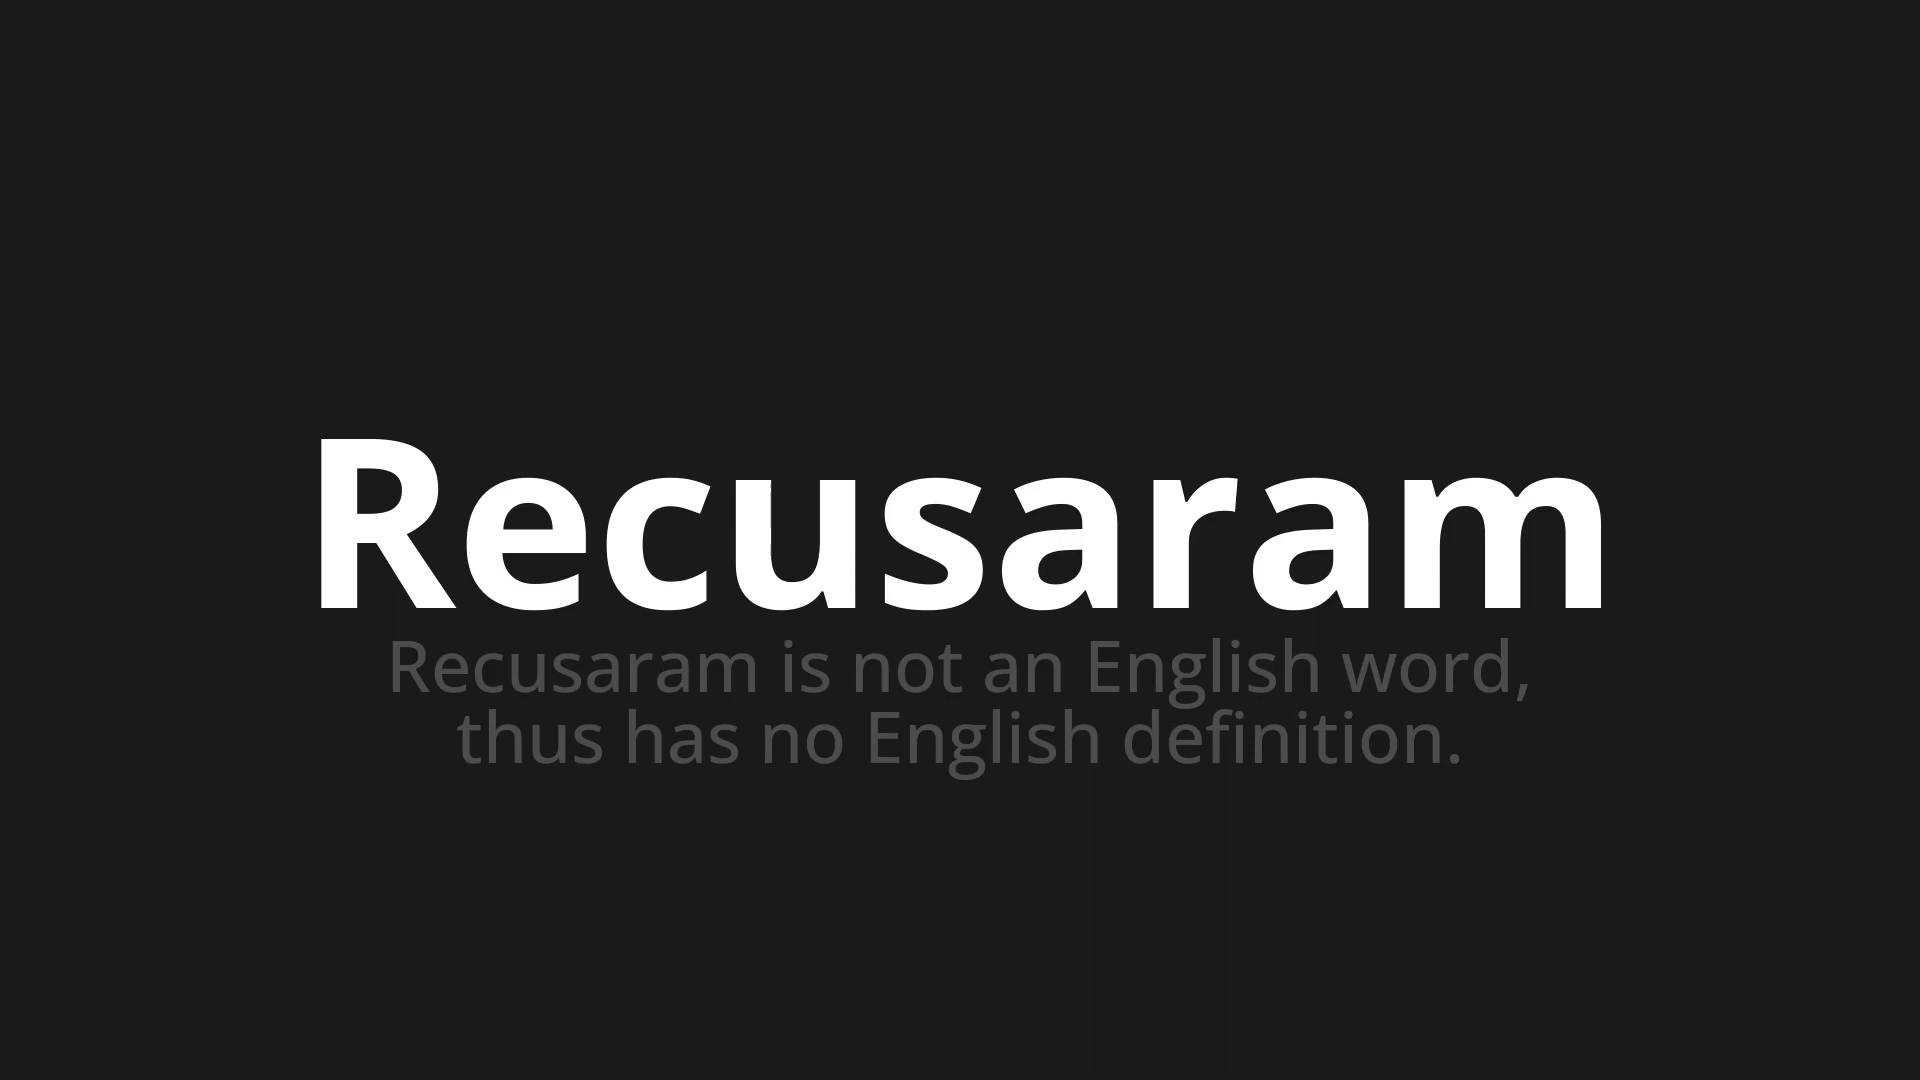 Recusaram
Recusaram is not an English word,
thus has no English definition.